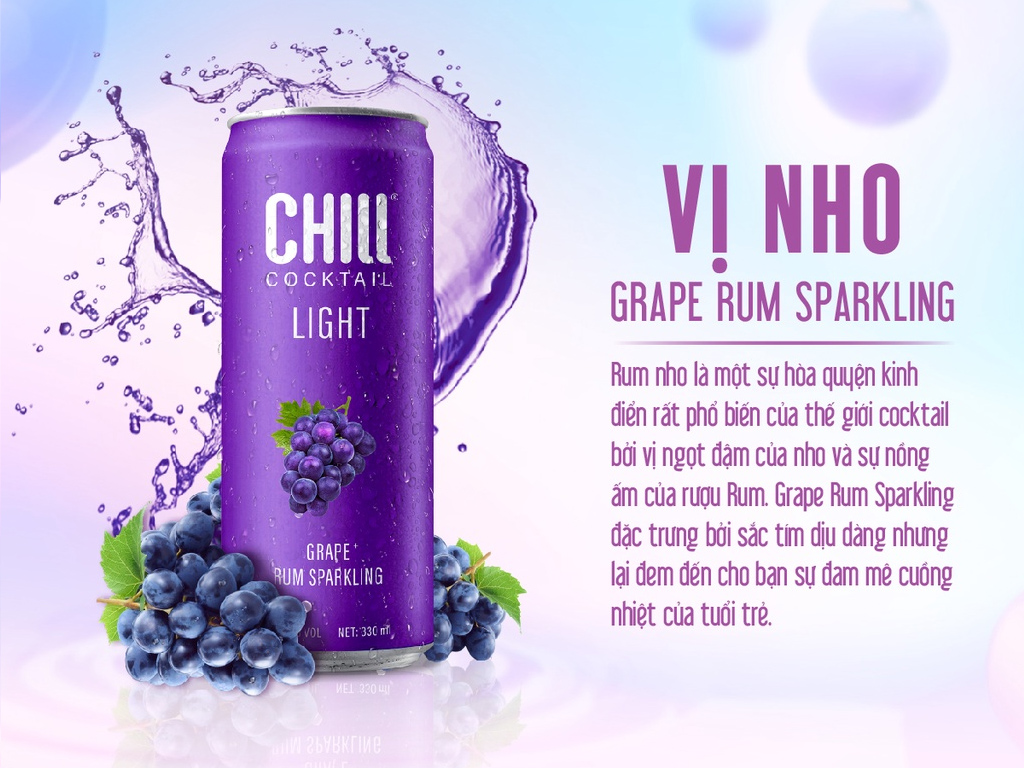 CHILL
COCKTAIL
LIGHT
GRAPE+
RUM SPARKLING
VOL NET: 330 ml
VỊ NHO
GRAPE RUM SPARKLING
Rum nho là một sự hòa quyện kinh
điển rất phổ biến của thế giới cocktail
bởi vị ngọt đậm của nho và sự nồng
ấm của rượu Rum. Grape Rum Sparkling
đặc trưng bởi sắc tím dịu dàng nhưng
lại đem đến cho bạn sự đam mê cuồng
nhiệt của tuổi trẻ.